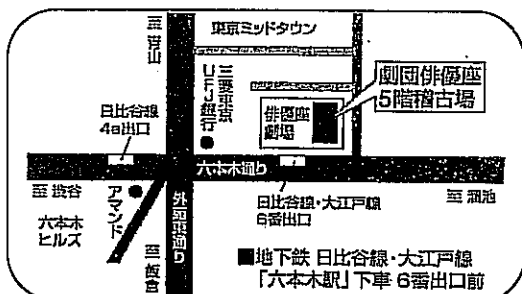 東京ミッドタウン
至 青山
三菱東京
UFJ銀行
劇団俳優座
5階稽古場
俳優座
劇場
日比谷線
4a出口
六本木通り
至 渋谷
アマンド
六本木
ヒルズ
外苑東通り
至 飯倉
日比谷線・大江戸線
6番出口
至 溜池
■地下鉄 日比谷線・大江戸線
「六本木駅」下車 6番出口前